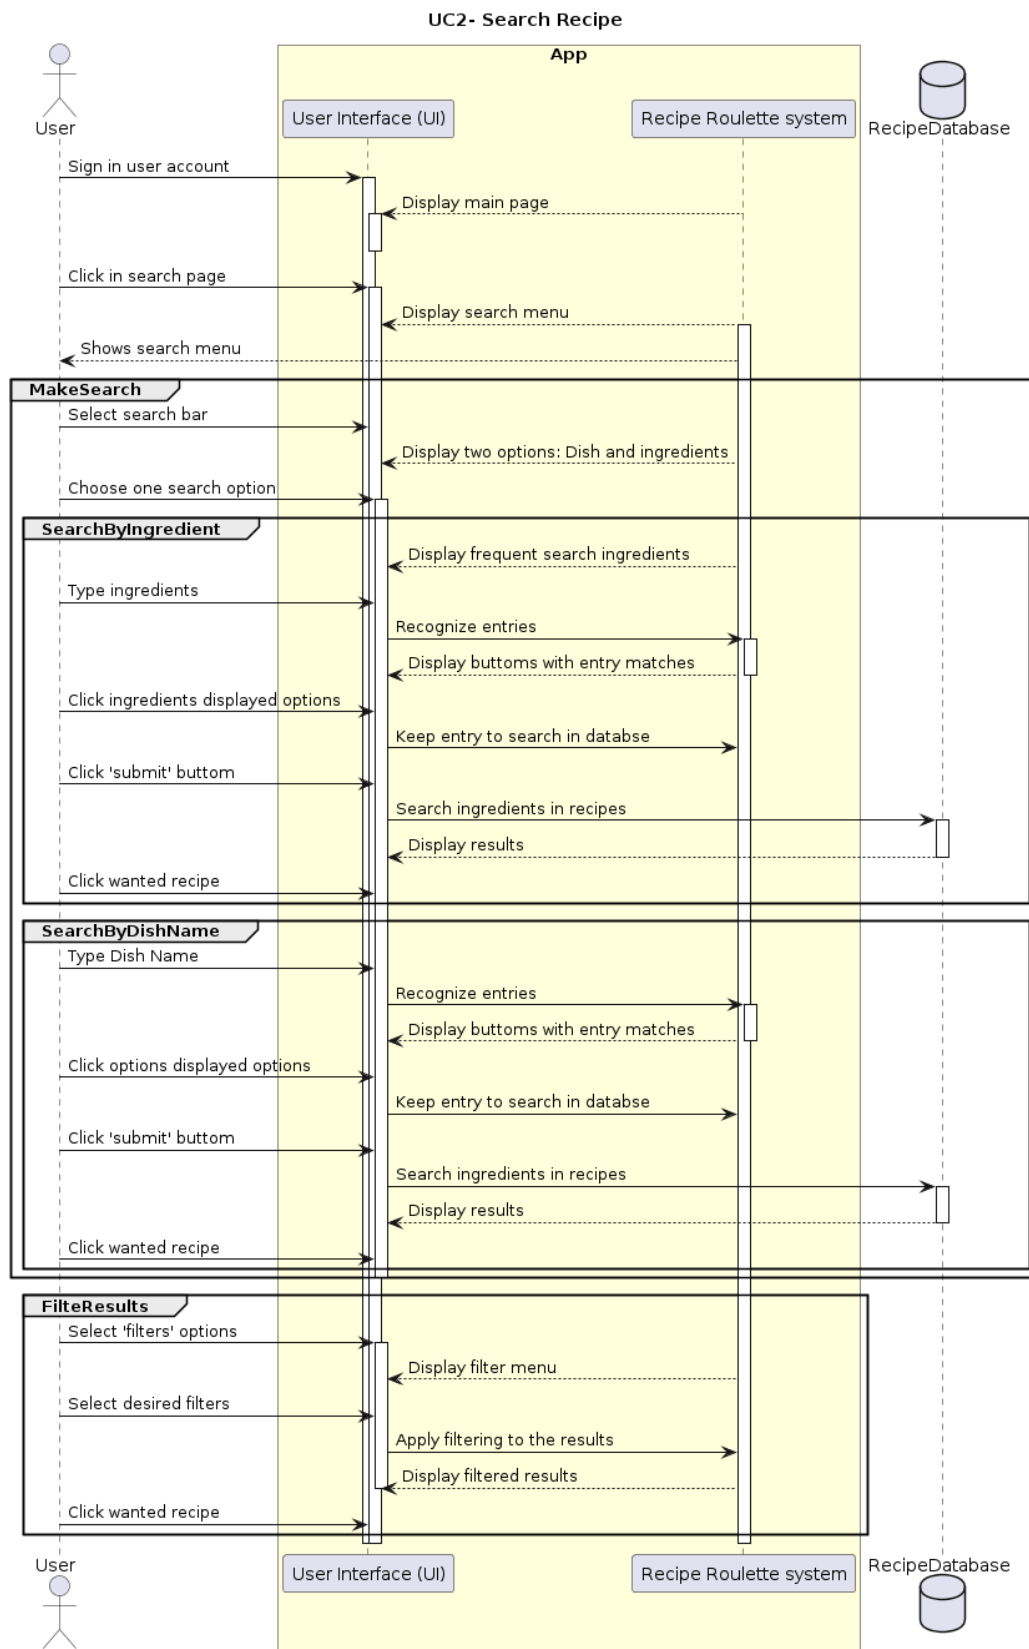 UC2- Search Recipe
App
User
User Interface (UI)
Recipe Roulette system
RecipeDatabase
Sign in user account
Display main page
Click in search page
Display search menu
Shows search menu
MakeSearch
Select search bar
Display two options: Dish and ingredients
Choose one search option
SearchByIngredient
Display frequent search ingredients
Type ingredients
Recognize entries
Display buttoms with entry matches
Click ingredients displayed options
Keep entry to search in databse
Click 'submit' buttom
Search ingredients in recipes
Display results
Click wanted recipe
SearchByDishName
Type Dish Name
Recognize entries
Display buttoms with entry matches
Click options displayed options
Keep entry to search in databse
Click 'submit' buttom
Search ingredients in recipes
Display results
Click wanted recipe
FilteResults
Select 'filters' options
Display filter menu
Select desired filters
Apply filtering to the results
Display filtered results
Click wanted recipe
User
User Interface (UI)
Recipe Roulette system
RecipeDatabase